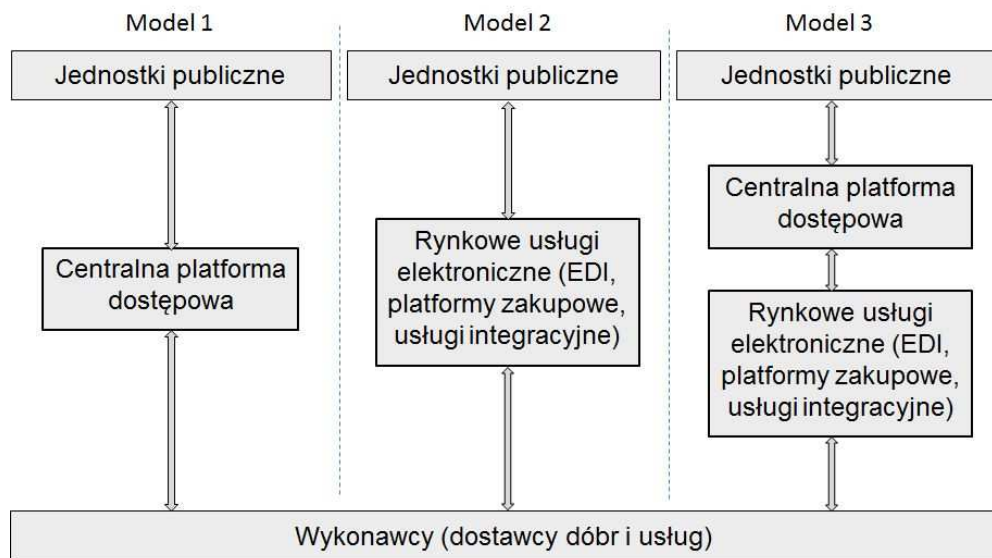 Model 1
Jednostki publiczne
Centralna platforma
dostępowa
Model 2
Jednostki publiczne
Rynkowe usługi
elektroniczne (EDI,
platformy zakupowe,
usługi integracyjne)
Model 3
Jednostki publiczne
Centralna platforma
dostępowa
Rynkowe usługi
elektroniczne (EDI,
platformy zakupowe,
usługi integracyjne)
Wykonawcy (dostawcy dóbr i usług)